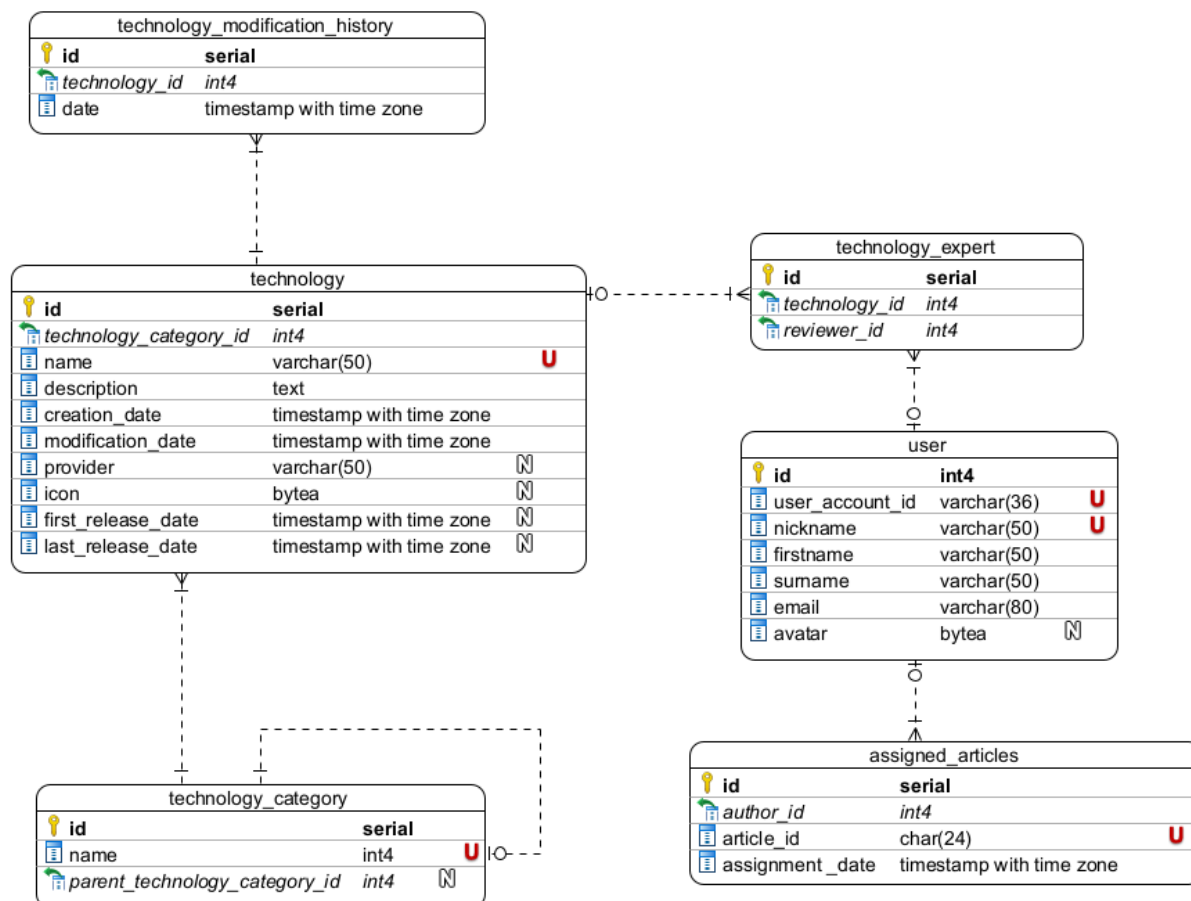 technology_modification_history
id serial
technology_id int4
date timestamp with time zone
technology
id serial
technology_category_id int4
name varchar(50) U
description text
creation_date timestamp with time zone
modification_date timestamp with time zone
provider varchar(50) N
icon bytea N
first_release_date timestamp with time zone N
last_release_date timestamp with time zone N
technology_expert
id serial
technology_id int4
reviewer_id int4
user
id int4
user_account_id varchar(36) U
nickname varchar(50) U
firstname varchar(50)
surname varchar(50)
email varchar(80)
avatar bytea N
technology_category
id serial
name int4 U
parent_technology_category_id int4 N
assigned_articles
id serial
author_id int4
article_id char(24) U
assignment _date timestamp with time zone